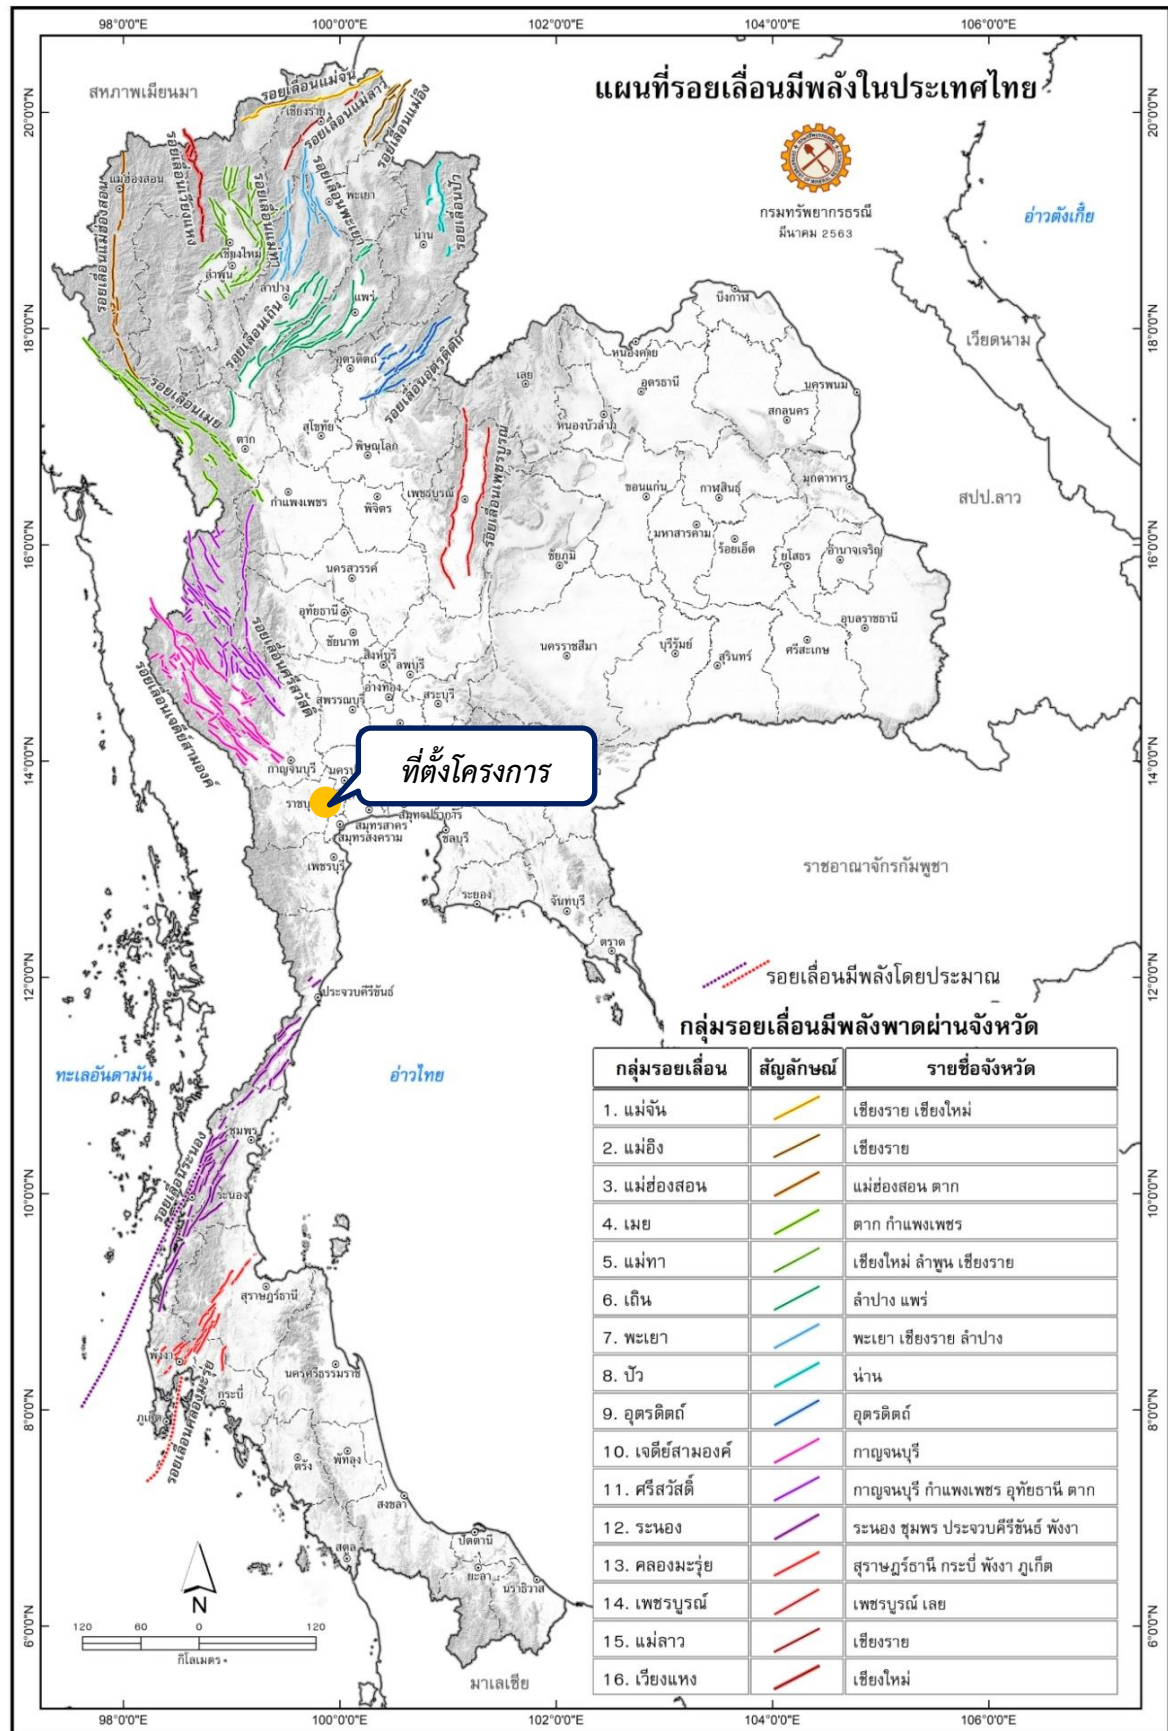 98°0'0"E 100°0'0"E 102°0'0"E 104°0'0"E 106°0'0"E
แผนที่รอยเลื่อนมีพลังในประเทศไทย
กรมทรัพยากรธรณี
มีนาคม 2563
สหภาพเมียนมา
อ่าวตังเกี๋ย
เวียดนาม
สปป.ลาว
ราชอาณาจักรกัมพูชา
มาเลเซีย
ทะเลอันดามัน
อ่าวไทย
20°0'0"N
18°0'0"N
16°0'0"N
14°0'0"N
12°0'0"N
10°0'0"N
8°0'0"N
6°0'0"N
20°0'0"N
18°0'0"N
16°0'0"N
14°0'0"N
12°0'0"N
10°0'0"N
8°0'0"N
6°0'0"N
รอยเลื่อนแม่จัน
เชียงราย
รอยเลื่อนแม่ลาว
รอยเลื่อนแม่อิง
รอยเลื่อนเวียงแหง
แม่ฮ่องสอน
รอยเลื่อนแม่ฮ่องสอน
รอยเลื่อนแม่ทา
รอยเลื่อนพะเยา
พะเยา
รอยเลื่อนปัว
น่าน
เชียงใหม่
ลำพูน
ลำปาง
แพร่
รอยเลื่อนเถิน
อุตรดิตถ์
รอยเลื่อนอุตรดิตถ์
รอยเลื่อนเมย
ตาก
สุโขทัย
พิษณุโลก
กำแพงเพชร
พิจิตร
เพชรบูรณ์
รอยเลื่อนเพชรบูรณ์
เลย
หนองคาย
บึงกาฬ
อุดรธานี
นครพนม
สกลนคร
หนองบัวลำภู
ขอนแก่น
กาฬสินธุ์
มุกดาหาร
มหาสารคาม
ร้อยเอ็ด
ยโสธร
อำนาจเจริญ
ชัยภูมิ
นครสวรรค์
อุทัยธานี
ชัยนาท
สิงห์บุรี
ลพบุรี
อ่างทอง
สระบุรี
สุพรรณบุรี
นครราชสีมา
บุรีรัมย์
สุรินทร์
ศรีสะเกษ
อุบลราชธานี
รอยเลื่อนศรีสวัสดิ์
รอยเลื่อนเจดีย์สามองค์
กาญจนบุรี
ที่ตั้งโครงการ
สมุทรปราการ
สมุทรสาคร
สมุทรสงคราม
ชลบุรี
เพชรบุรี
ระยอง
จันทบุรี
ตราด
ประจวบคีรีขันธ์
ชุมพร
รอยเลื่อนระนอง
ระนอง
สุราษฎร์ธานี
พังงา
นครศรีธรรมราช
กระบี่
ภูเก็ต
รอยเลื่อนคลองมะรุ่ย
ตรัง
พัทลุง
สงขลา
สตูล
ปัตตานี
ยะลา
นราธิวาส
รอยเลื่อนมีพลังโดยประมาณ
กลุ่มรอยเลื่อนมีพลังพาดผ่านจังหวัด
กลุ่มรอยเลื่อน สัญลักษณ์ รายชื่อจังหวัด
1. แม่จัน เชียงราย เชียงใหม่
2. แม่อิง เชียงราย
3. แม่ฮ่องสอน แม่ฮ่องสอน ตาก
4. เมย ตาก กำแพงเพชร
5. แม่ทา เชียงใหม่ ลำพูน เชียงราย
6. เถิน ลำปาง แพร่
7. พะเยา พะเยา เชียงราย ลำปาง
8. ปัว น่าน
9. อุตรดิตถ์ อุตรดิตถ์
10. เจดีย์สามองค์ กาญจนบุรี
11. ศรีสวัสดิ์ กาญจนบุรี กำแพงเพชร อุทัยธานี ตาก
12. ระนอง ระนอง ชุมพร ประจวบคีรีขันธ์ พังงา
13. คลองมะรุ่ย สุราษฎร์ธานี กระบี่ พังงา ภูเก็ต
14. เพชรบูรณ์ เพชรบูรณ์ เลย
15. แม่ลาว เชียงราย
16. เวียงแหง เชียงใหม่
N
120 60 0 120
กิโลเมตร
98°0'0"E 100°0'0"E 102°0'0"E 104°0'0"E 106°0'0"E